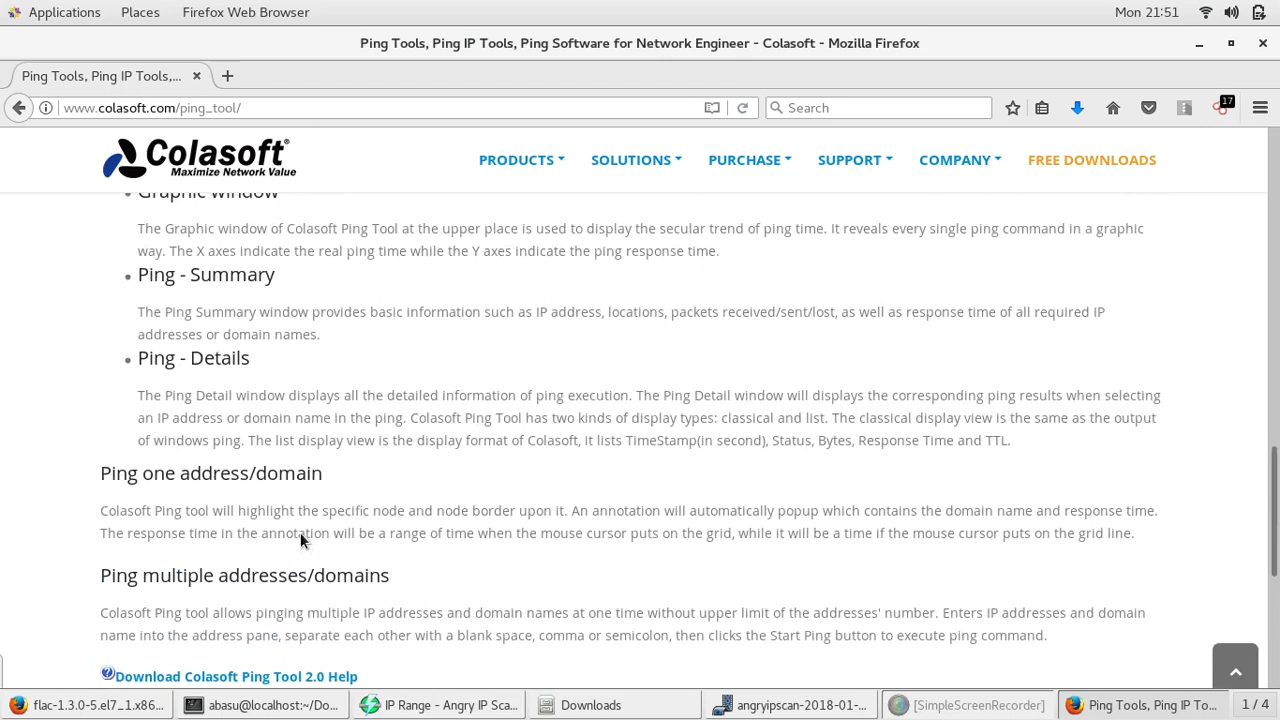 Applications Places Firefox Web Browser Mon 21:51
Ping Tools, Ping IP Tools, Ping Software for Network Engineer - Colasoft - Mozilla Firefox
Ping Tools, Ping IP Tools,...
www.colasoft.com/ping_tool/ Search 17
Colasoft®
Maximize Network Value
PRODUCTS SOLUTIONS PURCHASE SUPPORT COMPANY FREE DOWNLOADS
Graphic window
The Graphic window of Colasoft Ping Tool at the upper place is used to display the secular trend of ping time. It reveals every single ping command in a graphic
way. The X axes indicate the real ping time while the Y axes indicate the ping response time.
Ping - Summary
The Ping Summary window provides basic information such as IP address, locations, packets received/sent/lost, as well as response time of all required IP
addresses or domain names.
Ping - Details
The Ping Detail window displays all the detailed information of ping execution. The Ping Detail window will displays the corresponding ping results when selecting
an IP address or domain name in the ping. Colasoft Ping Tool has two kinds of display types: classical and list. The classical display view is the same as the output
of windows ping. The list display view is the display format of Colasoft, it lists TimeStamp(in second), Status, Bytes, Response Time and TTL.
Ping one address/domain
Colasoft Ping tool will highlight the specific node and node border upon it. An annotation will automatically popup which contains the domain name and response time.
The response time in the annotation will be a range of time when the mouse cursor puts on the grid, while it will be a time if the mouse cursor puts on the grid line.
Ping multiple addresses/domains
Colasoft Ping tool allows pinging multiple IP addresses and domain names at one time without upper limit of the addresses' number. Enters IP addresses and domain
name into the address pane, separate each other with a blank space, comma or semicolon, then clicks the Start Ping button to execute ping command.
Download Colasoft Ping Tool 2.0 Help
flac-1.3.0-5.el7_1.x86... abasu@localhost:~/Do... IP Range - Angry IP Sca... Downloads angryipscan-2018-01-... [SimpleScreenRecorder] Ping Tools, Ping IP To... 1 / 4